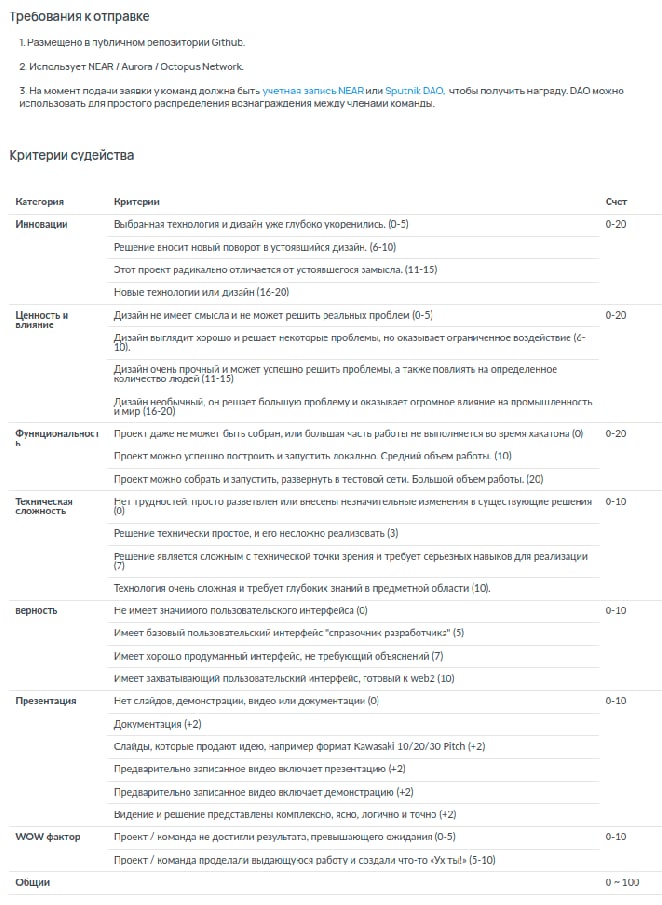 Требования к отправке
1. Размещено в публичном репозитории Github.
2. Использует NEAR / Aurora / Octopus Network.
3. На момент подачи заявки у команд должна быть учетная запись NEAR или Sputnik DAO, чтобы получить награду. DAO можно
использовать для простого распределения вознаграждения между членами команды.
Критерии судейства
Категория Критерии Счет
Инновации Выбранная технология и дизайн уже глубоко укоренились. (0-5) 0-20
Решение вносит новый поворот в устоявшийся дизайн. (6-10)
Этот проект радикально отличается от устоявшегося замысла. (11-15)
Новые технологии или дизайн (16-20)
Ценность и Дизайн не имеет смысла и не может решить реальных проблем (0-5) 0-20
влияние
Дизайн выглядит хорошо и решает некоторые проблемы, но оказывает ограниченное воздействие (6-
10).
Дизайн очень прочный и может успешно решить проблемы, а также повлиять на определенное
количество людей (11-15)
Дизайн необычный, он решает большую проблему и оказывает огромное влияние на промышленность
и мир (16-20)
Функциональност Проект даже не может быть собран, или большая часть работы не выполняется во время хакатона (0) 0-20
ь
Проект можно успешно построить и запустить локально. Средний объем работы. (10)
Проект можно собрать и запустить, развернуть в тестовой сети. Большой объем работы. (20)
Техническая Нет трудностей, просто разветвлен или внесены незначительные изменения в существующие решения 0-10
сложность (0)
Решение технически простое, и его несложно реализовать (3)
Решение является сложным с технической точки зрения и требует серьезных навыков для реализации
(7)
Технология очень сложная и требует глубоких знаний в предметной области (10).
верность Не имеет значимого пользовательского интерфейса (0) 0-10
Имеет базовый пользовательский интерфейс "справочник разработчика" (5)
Имеет хорошо продуманный интерфейс, не требующий объяснений (7)
Имеет захватывающий пользовательский интерфейс, готовый к web2 (10)
Презентация Нет слайдов, демонстрации, видео или документации (0) 0-10
Документация (+2)
Слайды, которые продают идею, например формат Kawasaki 10/20/30 Pitch (+2)
Предварительно записанное видео включает презентацию (+2)
Предварительно записанное видео включает демонстрацию (+2)
Видение и решение представлены комплексно, ясно, логично и точно (+2)
WOW фактор Проект / команда не достигли результата, превышающего ожидания (0-5) 0-10
Проект / команда проделали выдающуюся работу и создали что-то «Ух ты!» (5-10)
Общий 0 ~ 100